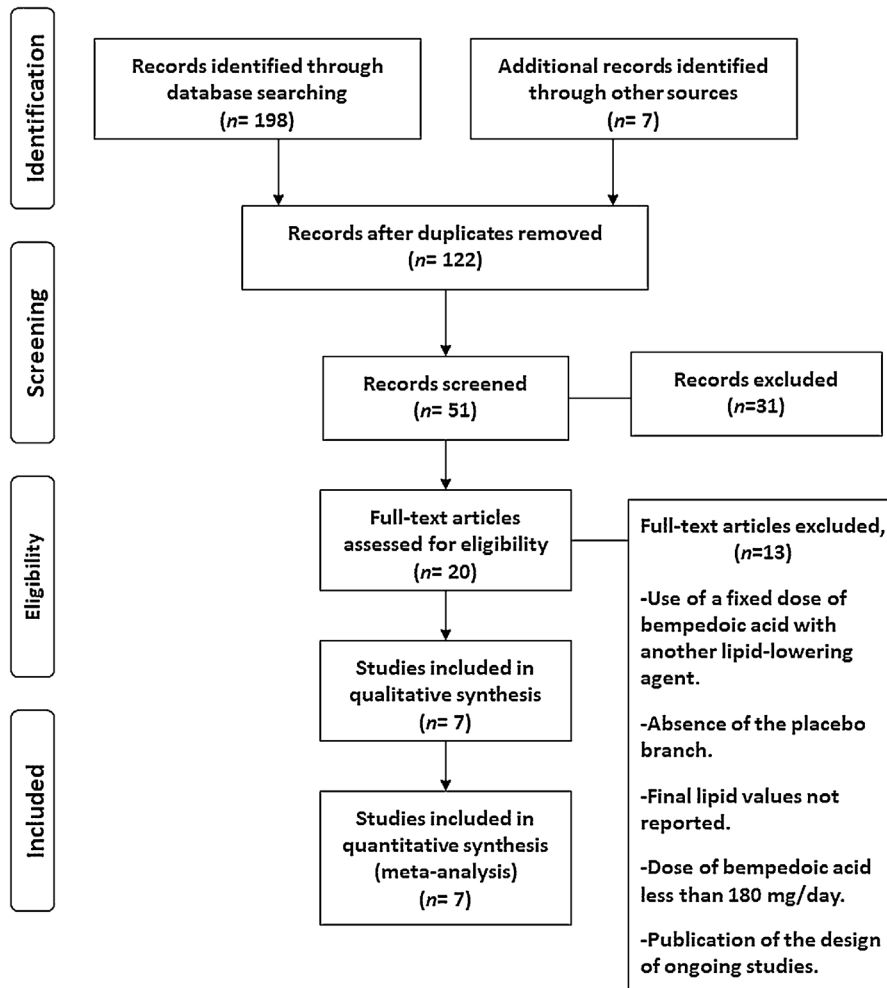 Identification
Records identified through
database searching
(n= 198)
Additional records identified
through other sources
(n= 7)
Records after duplicates removed
(n= 122)
Screening
Records screened
(n= 51)
Records excluded
(n=31)
Eligibility
Full-text articles
assessed for eligibility
(n= 20)
Full-text articles excluded,
(n=13)
-Use of a fixed dose of
bempedoic acid with
another lipid-lowering
agent.
-Absence of the placebo
branch.
-Final lipid values not
reported.
-Dose of bempedoic acid
less than 180 mg/day.
-Publication of the design
of ongoing studies.
Studies included in
qualitative synthesis
(n= 7)
Included
Studies included in
quantitative synthesis
(meta-analysis)
(n= 7)